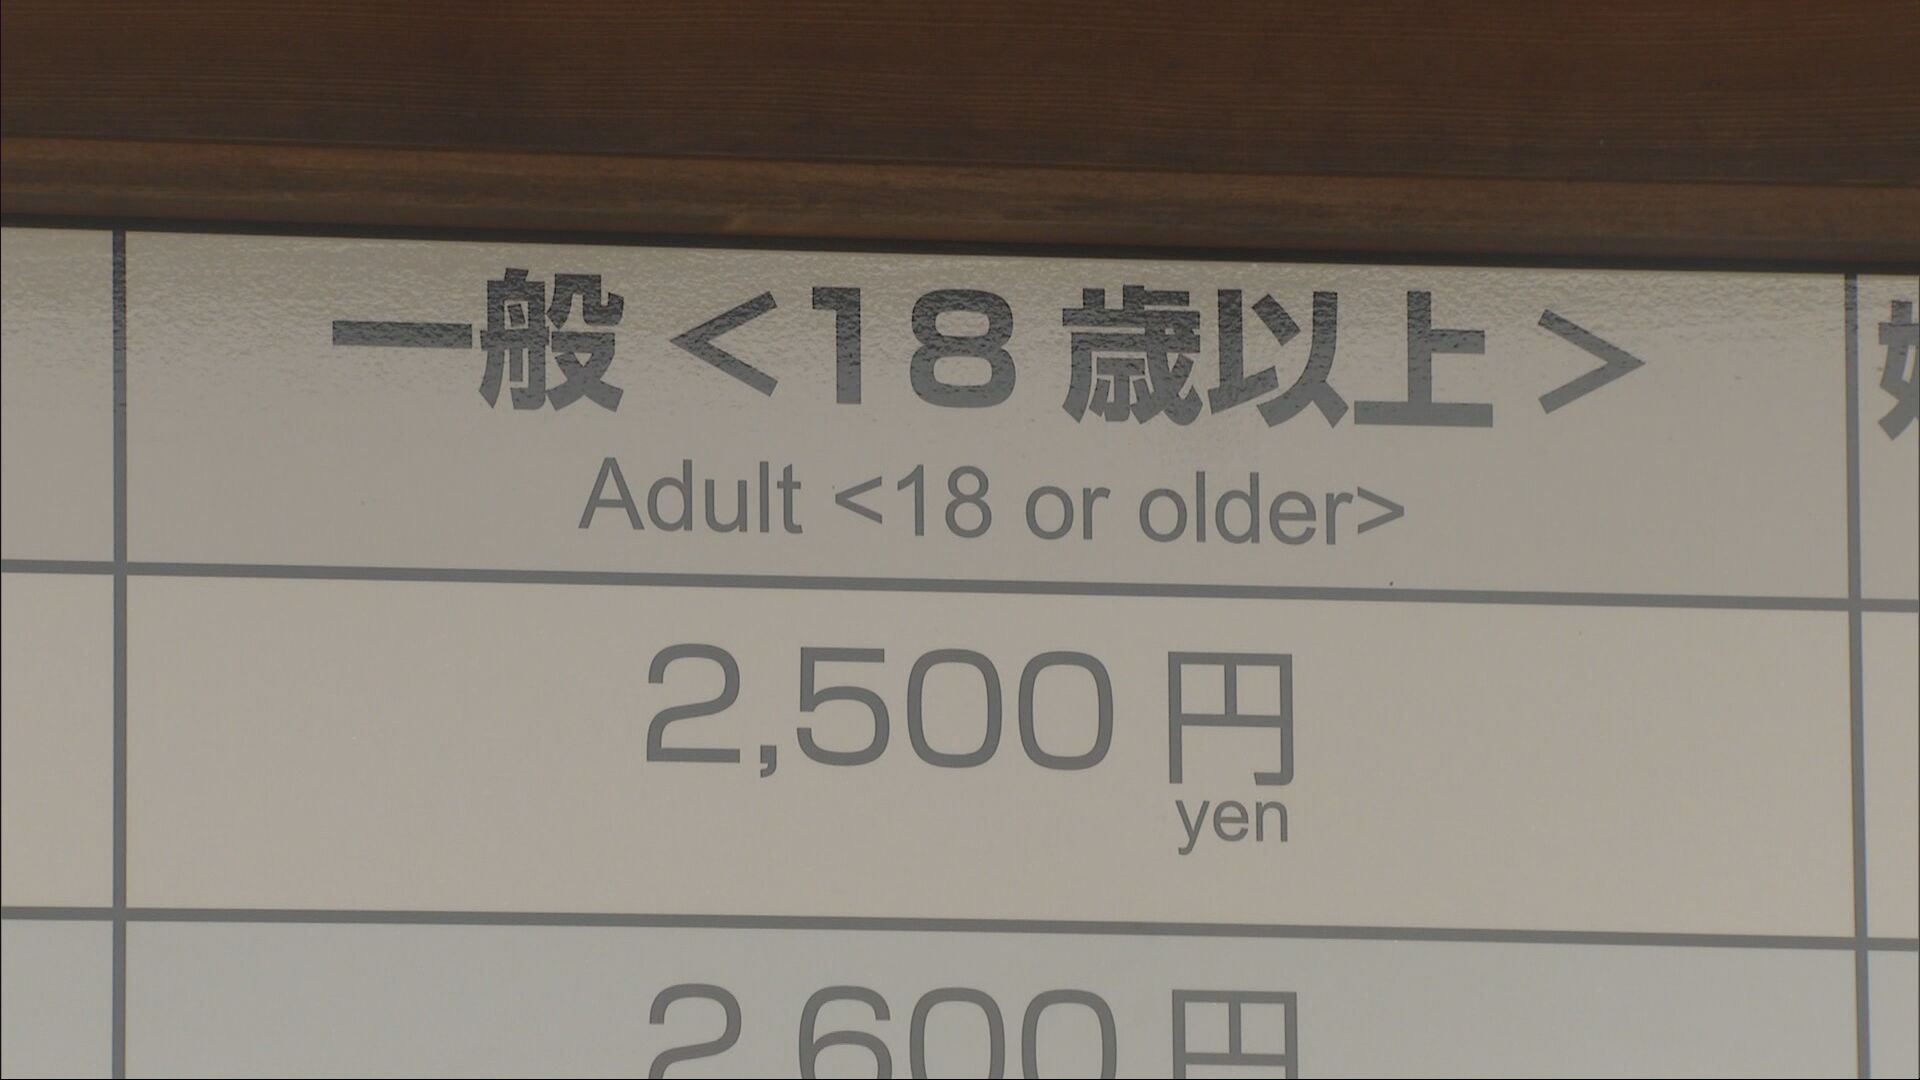 一般＜18歳以上＞
Adult <18 or older>
2,500円
yen
2,600円